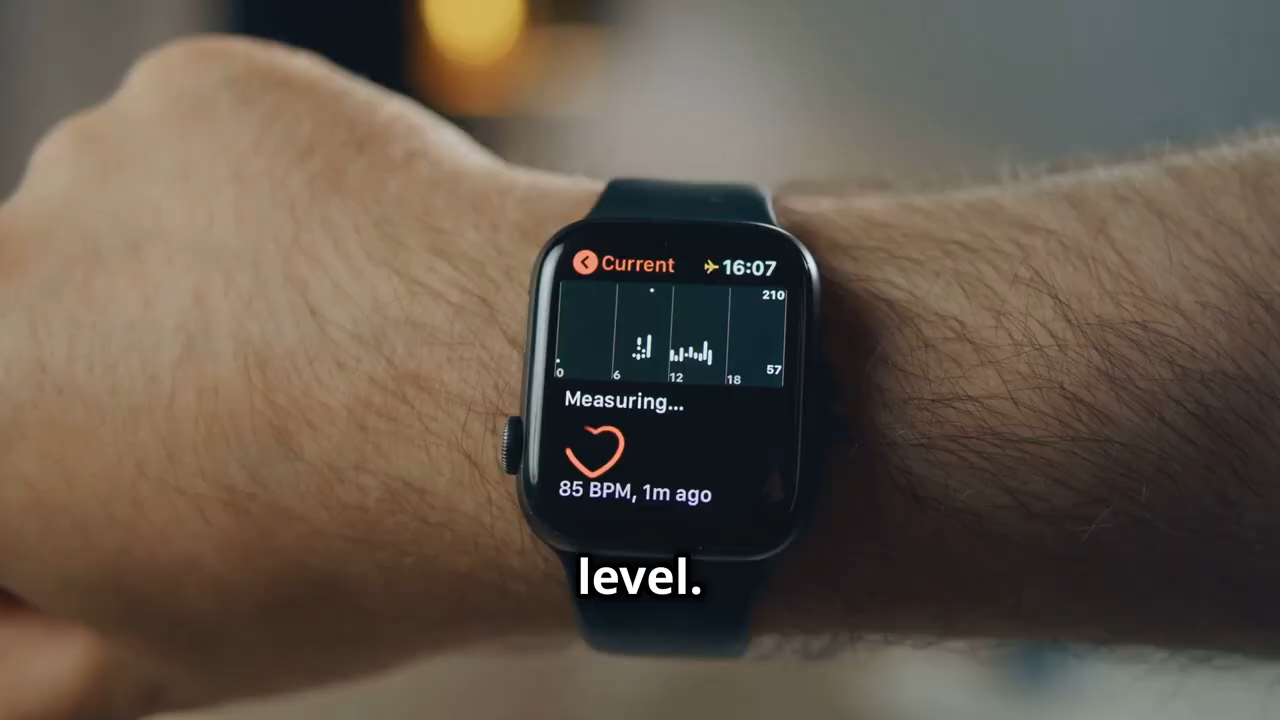 Current 16:07
210
57
0 6 12 18
Measuring...
85 BPM, 1m ago
level.